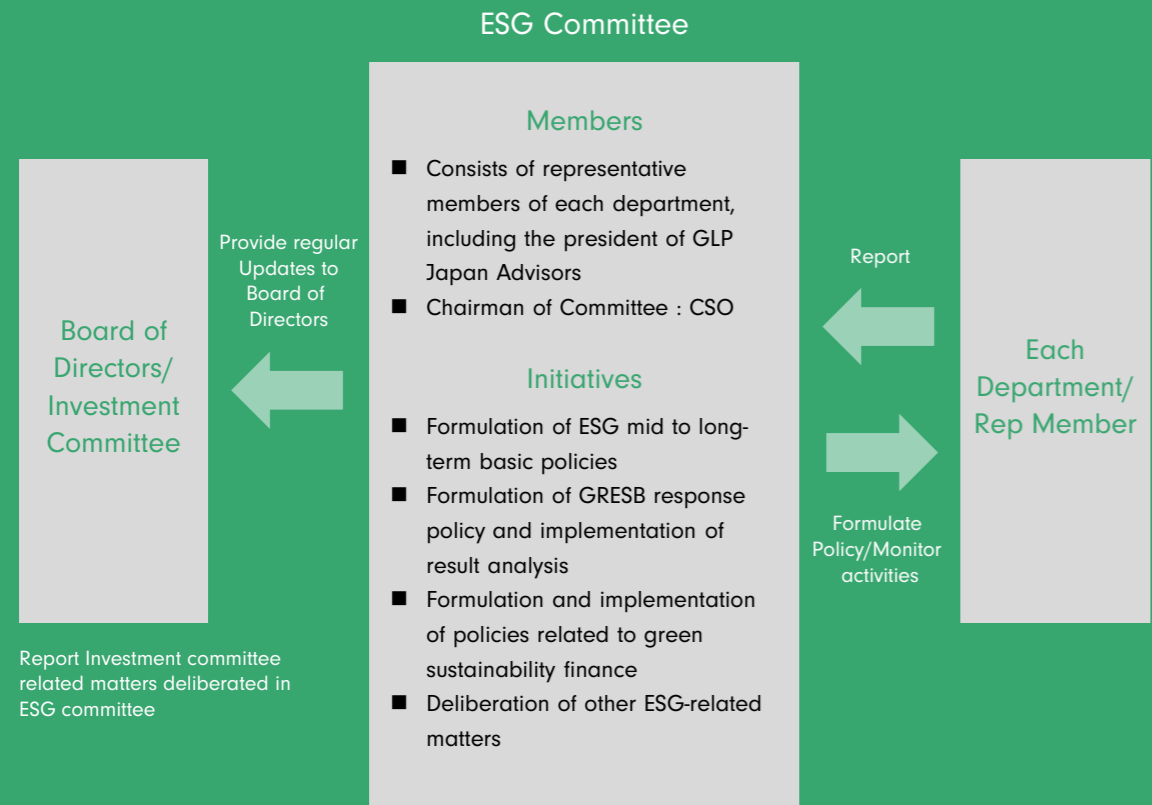 ESG Committee
Board of
Directors/
Investment
Committee
Report Investment committee
related matters deliberated in
ESG committee
Provide regular
Updates to
Board of
Directors
Members
■ Consists of representative
members of each department,
including the president of GLP
Japan Advisors
■ Chairman of Committee : CSO
Initiatives
■ Formulation of ESG mid to long-
term basic policies
■ Formulation of GRESB response
policy and implementation of
result analysis
■ Formulation and implementation
of policies related to green
sustainability finance
■ Deliberation of other ESG-related
matters
Report
Formulate
Policy/Monitor
activities
Each
Department/
Rep Member